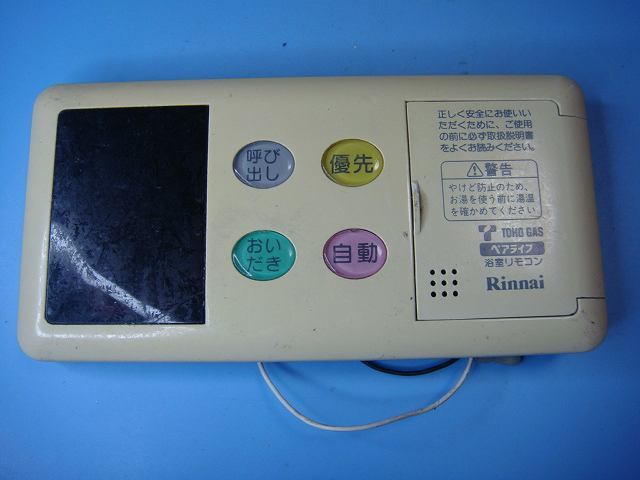 呼び
出し
優先
おい
だき
自動
正しく安全にお使いい
ただくために、ご使用
の前に必ず取扱説明書
をよくお読みください。
警告
やけど防止のため、
お湯を使う前に湯温
を確かめてください
TOHO GAS
ペアライフ
浴室リモコン
Rinnai